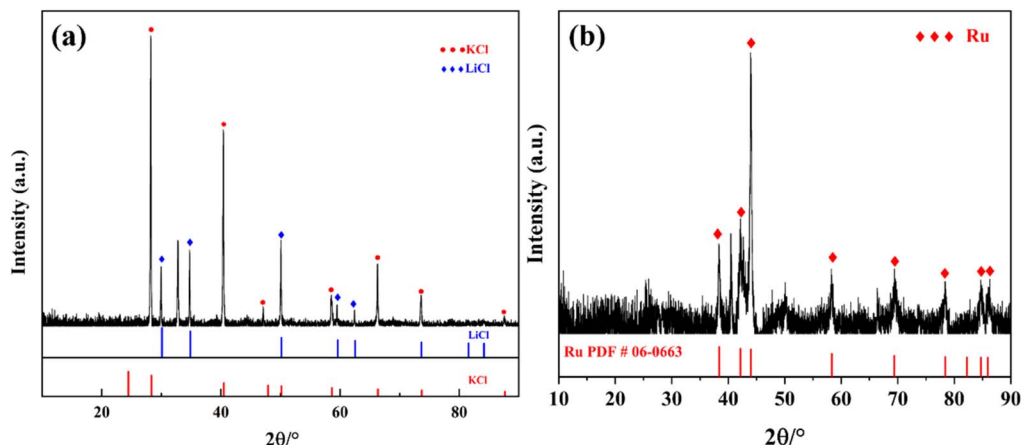 (a)
KCl
LiCl
Intensity (a.u.)
LiCl
KCl
20 40 60 80
2θ/°
(b)
Ru
Intensity (a.u.)
Ru PDF # 06-0663
10 20 30 40 50 60 70 80 90
2θ/°